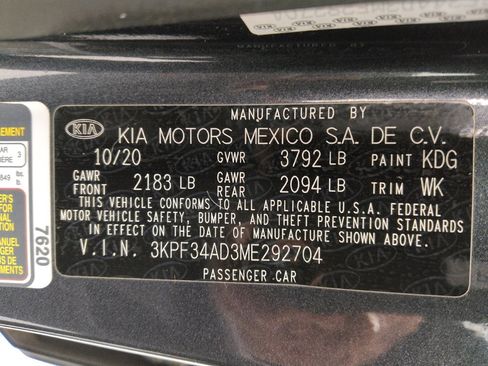 MANUFACTURED BY
KIA KIA MOTORS MEXICO S.A. DE C.V.
10/20 GVWR 3792 LB PAINT KDG
GAWR FRONT 2183 LB GAWR REAR 2094 LB TRIM WK
THIS VEHICLE CONFORMS TO ALL APPLICABLE U.S.A. FEDERAL
MOTOR VEHICLE SAFETY, BUMPER, AND THEFT PREVENTION STANDARDS
IN EFFECT ON THE DATE OF MANUFACTURE SHOWN ABOVE.
V.I.N. 3KPF34AD3ME292704
PASSENGER CAR
7620